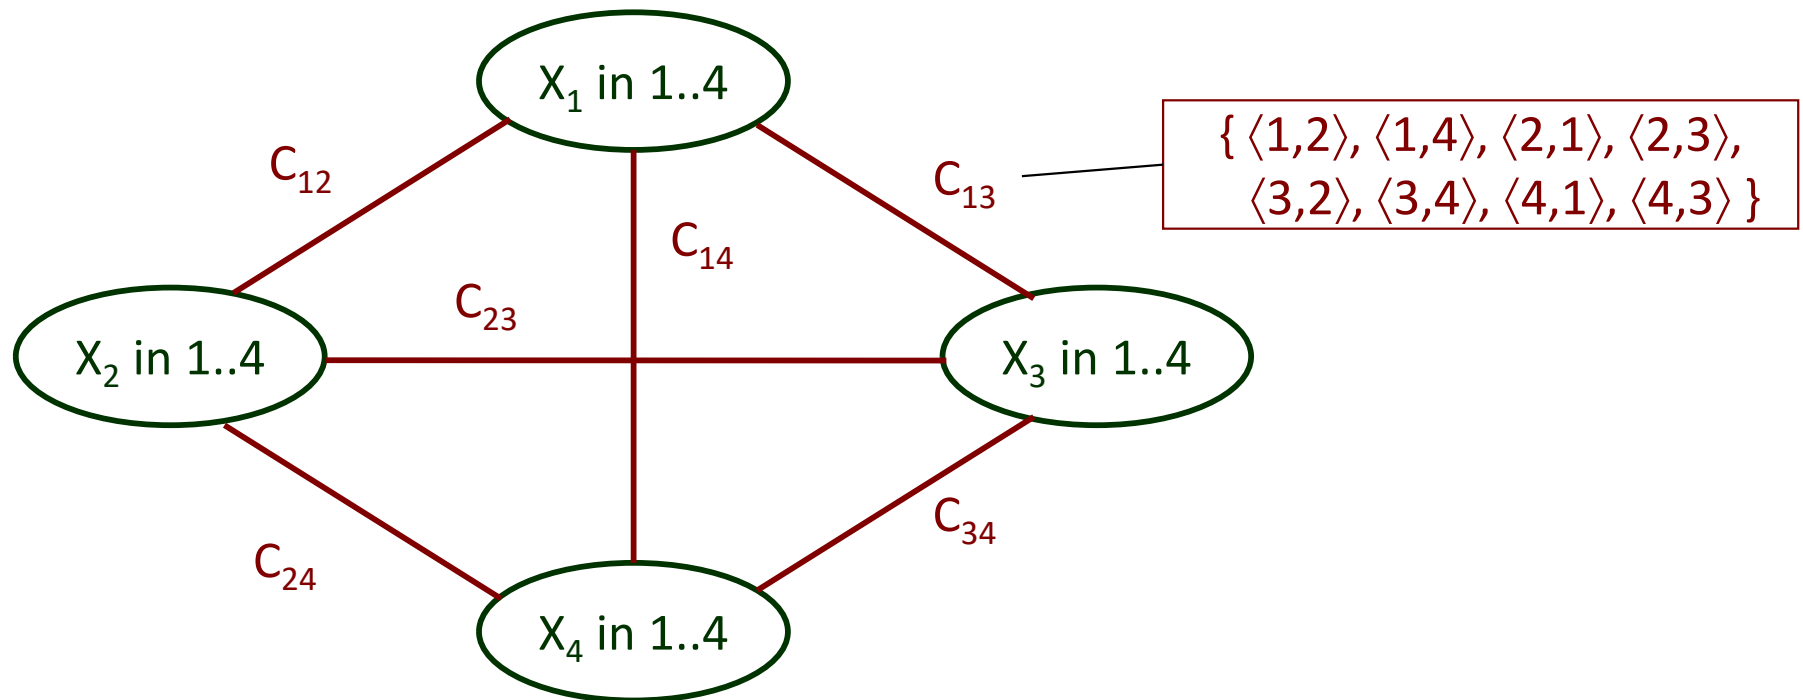 X₁ in 1..4
{ ⟨1,2⟩, ⟨1,4⟩, ⟨2,1⟩, ⟨2,3⟩,
⟨3,2⟩, ⟨3,4⟩, ⟨4,1⟩, ⟨4,3⟩ }
C₁₂
C₁₃
C₁₄
C₂₃
X₂ in 1..4
X₃ in 1..4
C₃₄
C₂₄
X₄ in 1..4